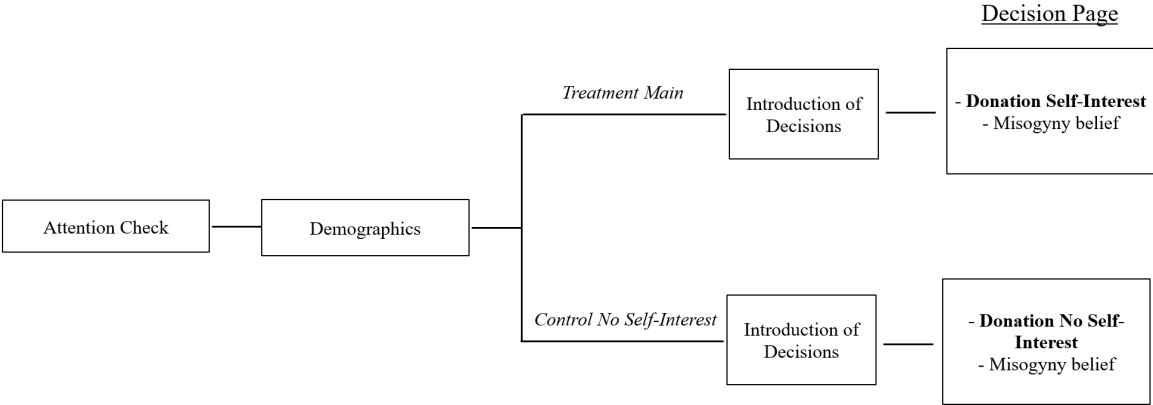 Decision Page
Treatment Main
Introduction of
Decisions
- Donation Self-Interest
- Misogyny belief
Attention Check
Demographics
Control No Self-Interest
Introduction of
Decisions
- Donation No Self-
Interest
- Misogyny belief